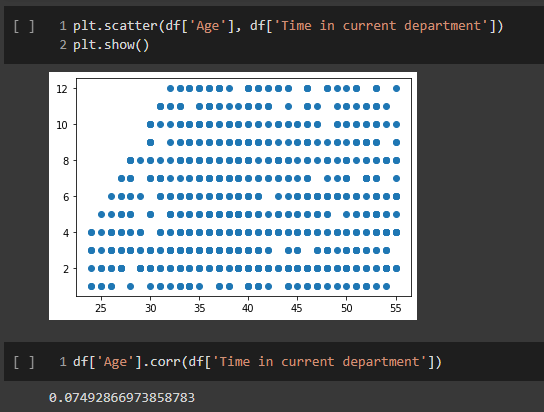 [ ] 1 plt.scatter(df['Age'], df['Time in current department'])
2 plt.show()
12
10
8
6
4
2
25 30 35 40 45 50 55
[ ] 1 df['Age'].corr(df['Time in current department'])
0.07492866973858783